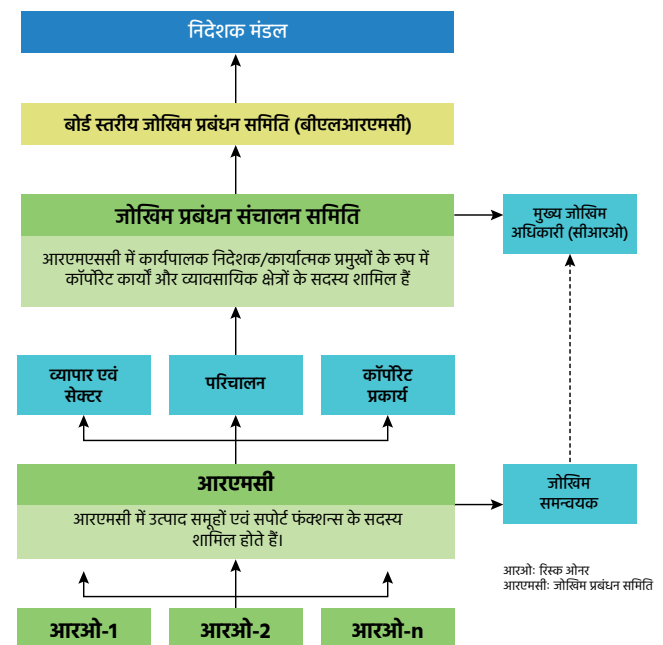 निदेशक मंडल
बोर्ड स्तरीय जोखिम प्रबंधन समिति (बीएलआरएमसी)
जोखिम प्रबंधन संचालन समिति
आरएमएससी में कार्यपालक निदेशक/कार्यात्मक प्रमुखों के रूप में
कॉर्पोरेट कार्यों और व्यावसायिक क्षेत्रों के सदस्य शामिल हैं
मुख्य जोखिम
अधिकारी (सीआरओ)
व्यापार एवं
सेक्टर
परिचालन
कॉर्पोरेट
प्रकार्य
आरएमसी
आरएमसी में उत्पाद समूहों एवं सपोर्ट फंक्शन्स के सदस्य
शामिल होते हैं।
जोखिम
समन्वयक
आरओः रिस्क ओनर
आरएमसीः जोखिम प्रबंधन समिति
आरओ-1
आरओ-2
आरओ-n